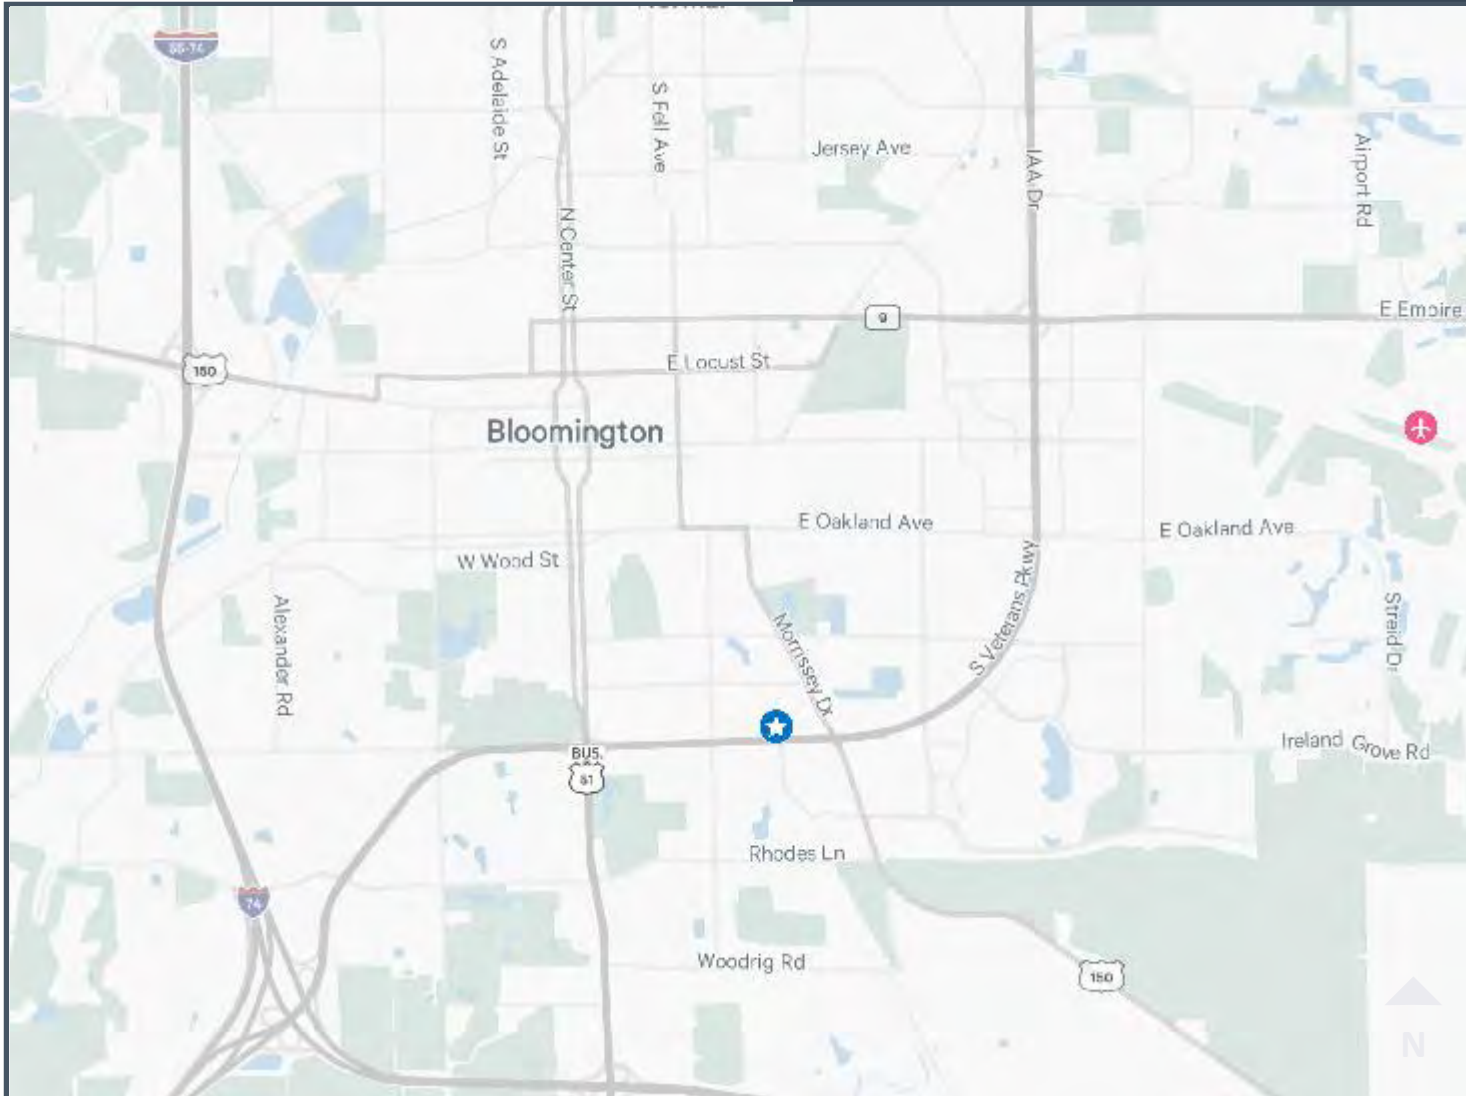 55-74
S Adelaide St
S Fell Ave
Jersey Ave
IAA Dr
Airport Rd
N Center St
9
E Empire
150
E Locust St
Bloomington
E Oakland Ave
E Oakland Ave
W Wood St
S Veterans Pkwy
Alexander Rd
Morrissey Dr
Streid Dr
BUS.
51
Ireland Grove Rd
Rhodes Ln
74
Woodrig Rd
150
N